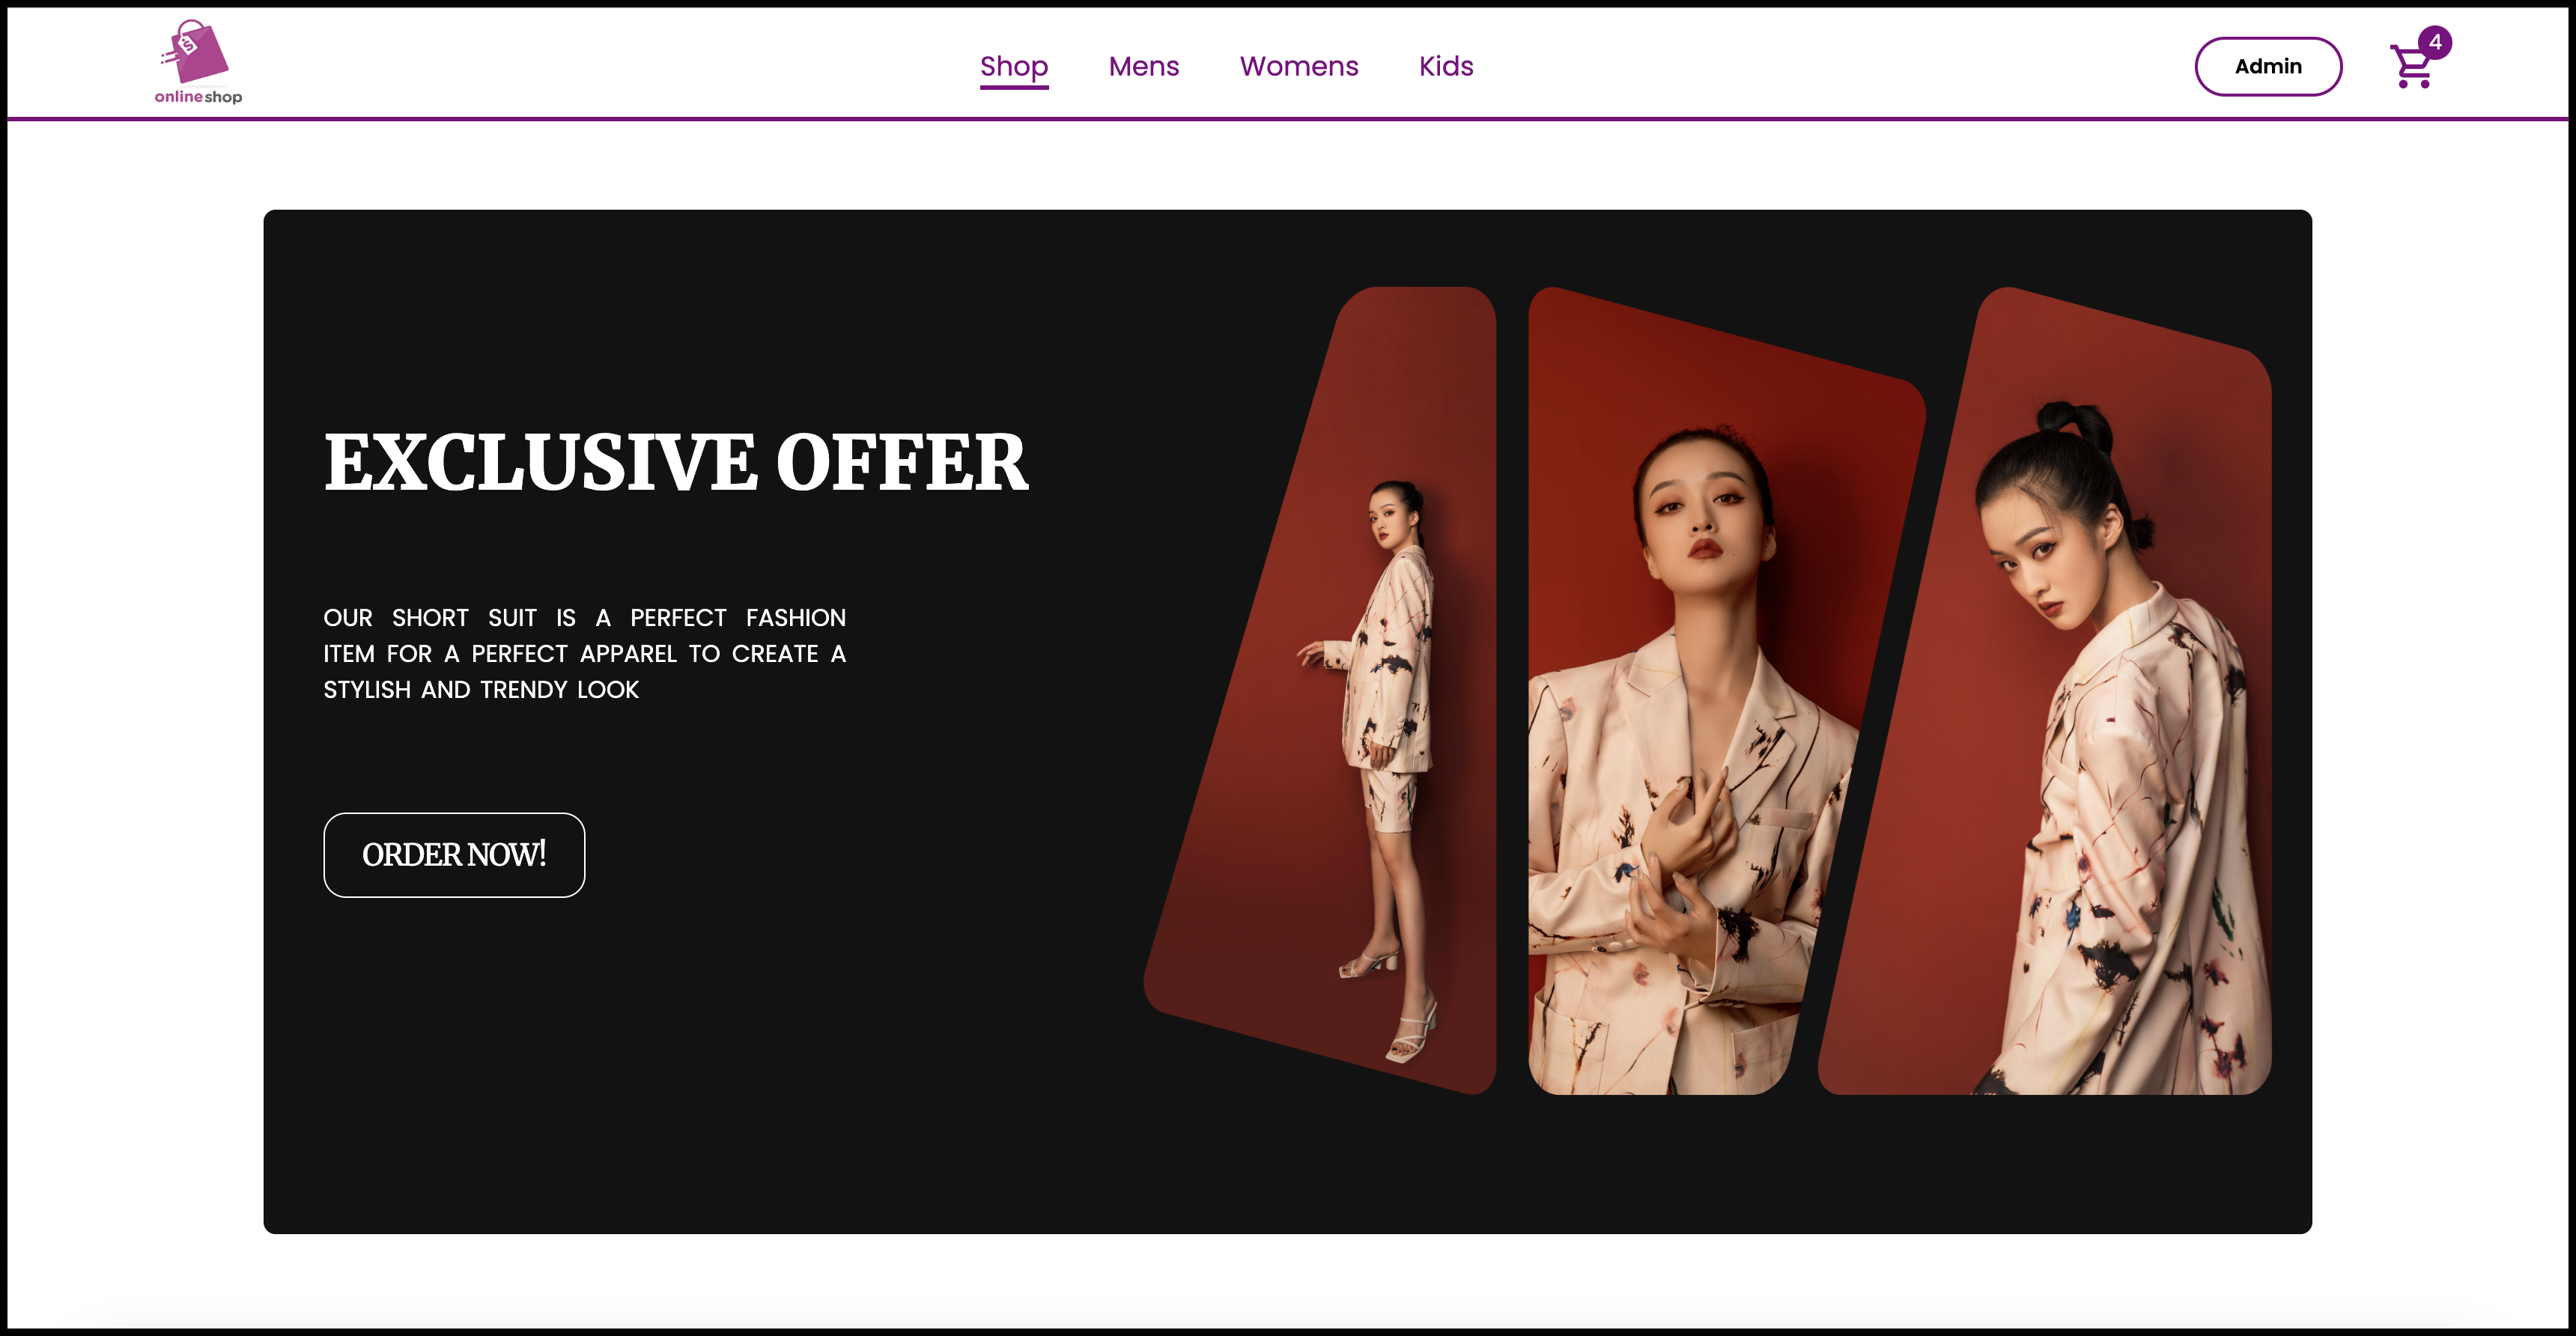 onlineshop
Shop
Mens
Womens
Kids
Admin
4
EXCLUSIVE OFFER
OUR SHORT SUIT IS A PERFECT FASHION
ITEM FOR A PERFECT APPAREL TO CREATE A
STYLISH AND TRENDY LOOK
ORDER NOW!